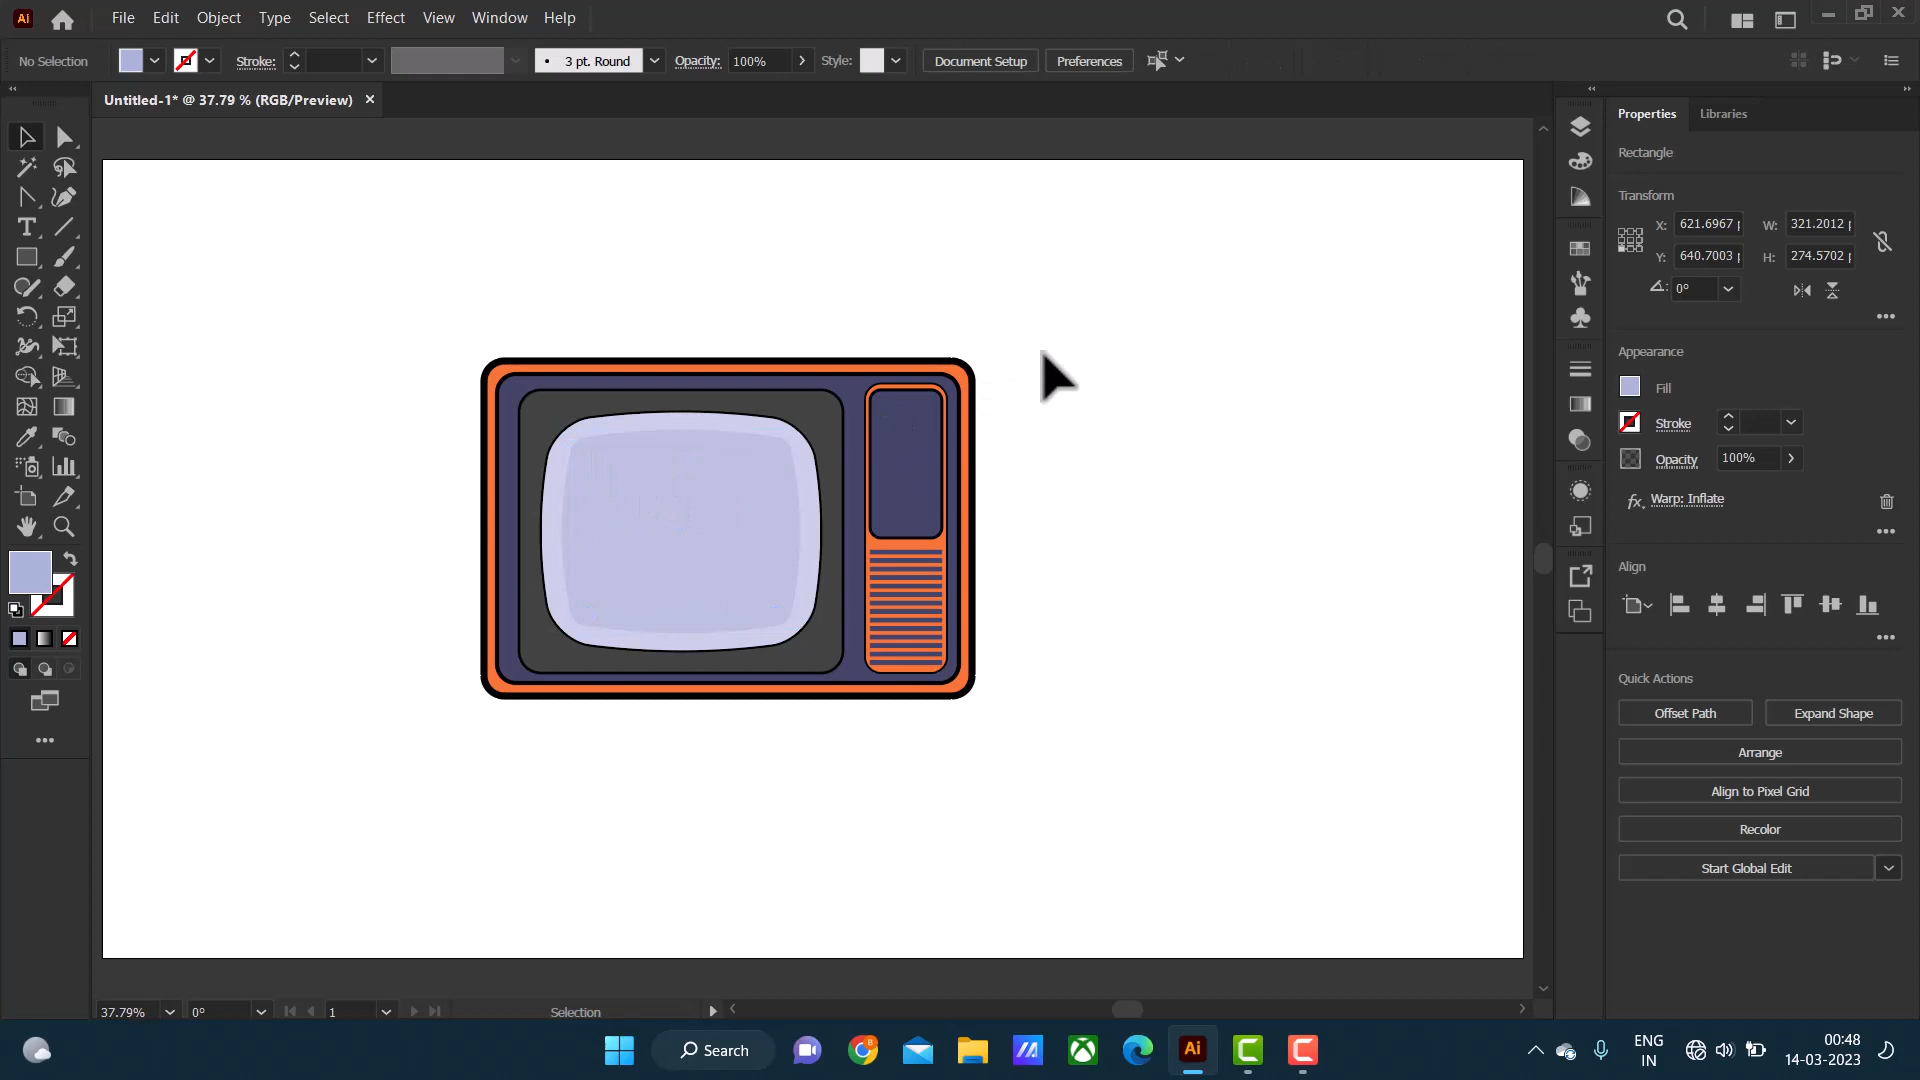 Ai File Edit Object Type Select Effect View Window Help
No Selection Stroke: 3 pt. Round Opacity: 100% Style: Document Setup Preferences
Untitled-1* @ 37.79 % (RGB/Preview) ×
Properties Libraries
Rectangle
Transform
X: 621.6967 W: 321.2012
Y: 640.7003 H: 274.5702
0°
Appearance
Fill
Stroke
Opacity 100%
fx Warp: Inflate
Align
Quick Actions
Offset Path Expand Shape
Arrange
Align to Pixel Grid
Recolor
Start Global Edit
37.79% 0° 1 Selection
Search
Ai
ENG
IN
00:48
14-03-2023